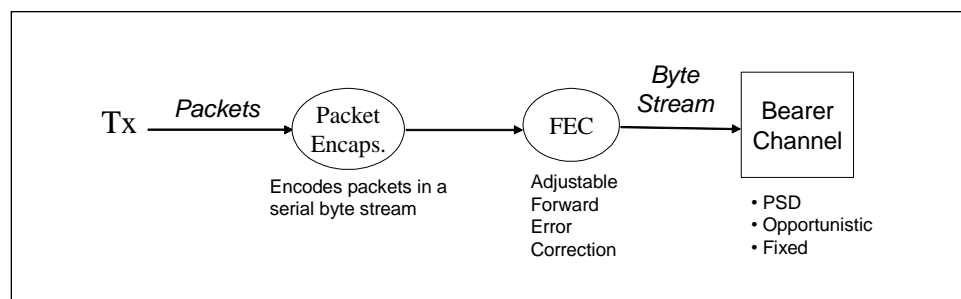 Tx
Packets
Packet
Encaps.
Encodes packets in a
serial byte stream
FEC
Adjustable
Forward
Error
Correction
Byte
Stream
Bearer
Channel
• PSD
• Opportunistic
• Fixed